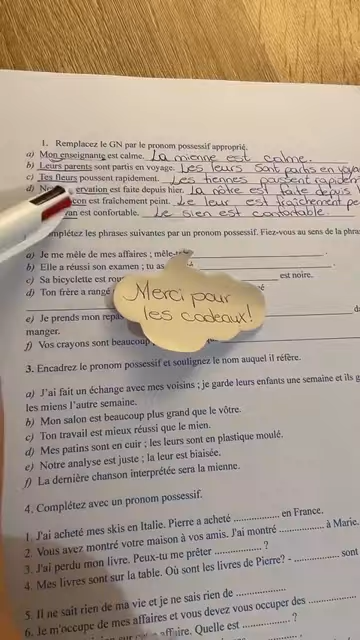 1. Remplacez le GN par le pronom possessif approprié.
a) Mon enseignante est calme. La mienne est calme.
b) Leurs parents sont partis en voyage. Les leurs sont partis en voya
c) Tes fleurs poussent rapidement. Les tiennes poussent rapidem
d) ervation est faite depuis hier. La nôtre est faite depuis
est fraîchement peint. Le leur est fraîchement pe
est confortable. Le sien est confortable.
mplétez les phrases suivantes par un pronom possessif. Fiez-vous au sens de la phras
a) Je me mêle de mes affaires ; mêle-
b) Elle a réussi son examen ; tu as
c) Sa bicyclette est est noire.
d) Ton frère a rangé
Merci pour
les cadeaux!
e) Je prends mon repas
manger.
f) Vos crayons sont beaucoup
3. Encadrez le pronom possessif et soulignez le nom auquel il réfère.
a) J'ai fait un échange avec mes voisins ; je garde leurs enfants une semaine et ils g
les miens l'autre semaine.
b) Mon salon est beaucoup plus grand que le vôtre.
c) Ton travail est mieux réussi que le mien.
d) Mes patins sont en cuir ; les leurs sont en plastique moulé.
e) Notre analyse est juste ; la leur est biaisée.
f) La dernière chanson interprétée sera la mienne.
4. Complétez avec un pronom possessif.
1. J'ai acheté mes skis en Italie. Pierre a acheté ............... en France.
2. Vous avez montré votre maison à vos amis. J'ai montré ............... à Marie.
3. J'ai perdu mon livre. Peux-tu me prêter ............... ?
4. Mes livres sont sur la table. Où sont les livres de Pierre? - ............... sont
5. Il ne sait rien de ma vie et je ne sais rien de ...............
6. Je m'occupe de mes affaires et vous devez vous occuper des ...............
affaire. Quelle est ............... ?